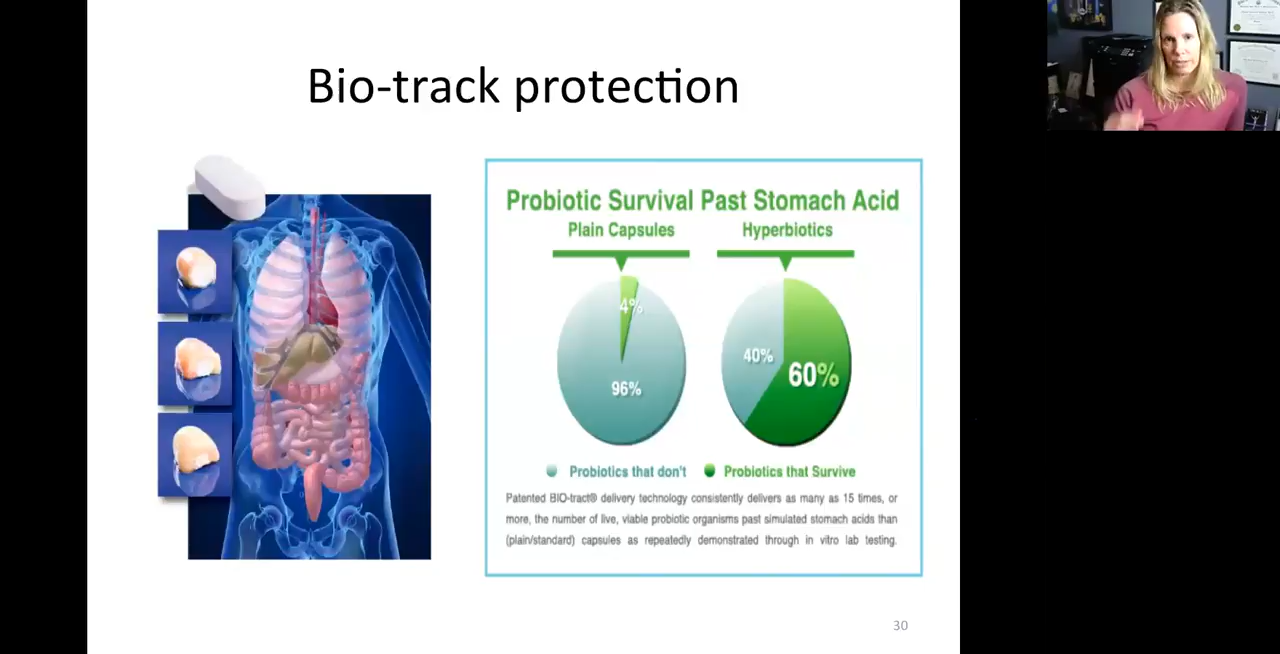 Bio-track protection
Probiotic Survival Past Stomach Acid
Plain Capsules
Hyperbiotics
4%
96%
40%
60%
Probiotics that don't
Probiotics that Survive
Patented BIO-tract® delivery technology consistently delivers as many as 15 times, or
more, the number of live, viable probiotic organisms past simulated stomach acids than
(plain/standard) capsules as repeatedly demonstrated through in vitro lab testing.
30